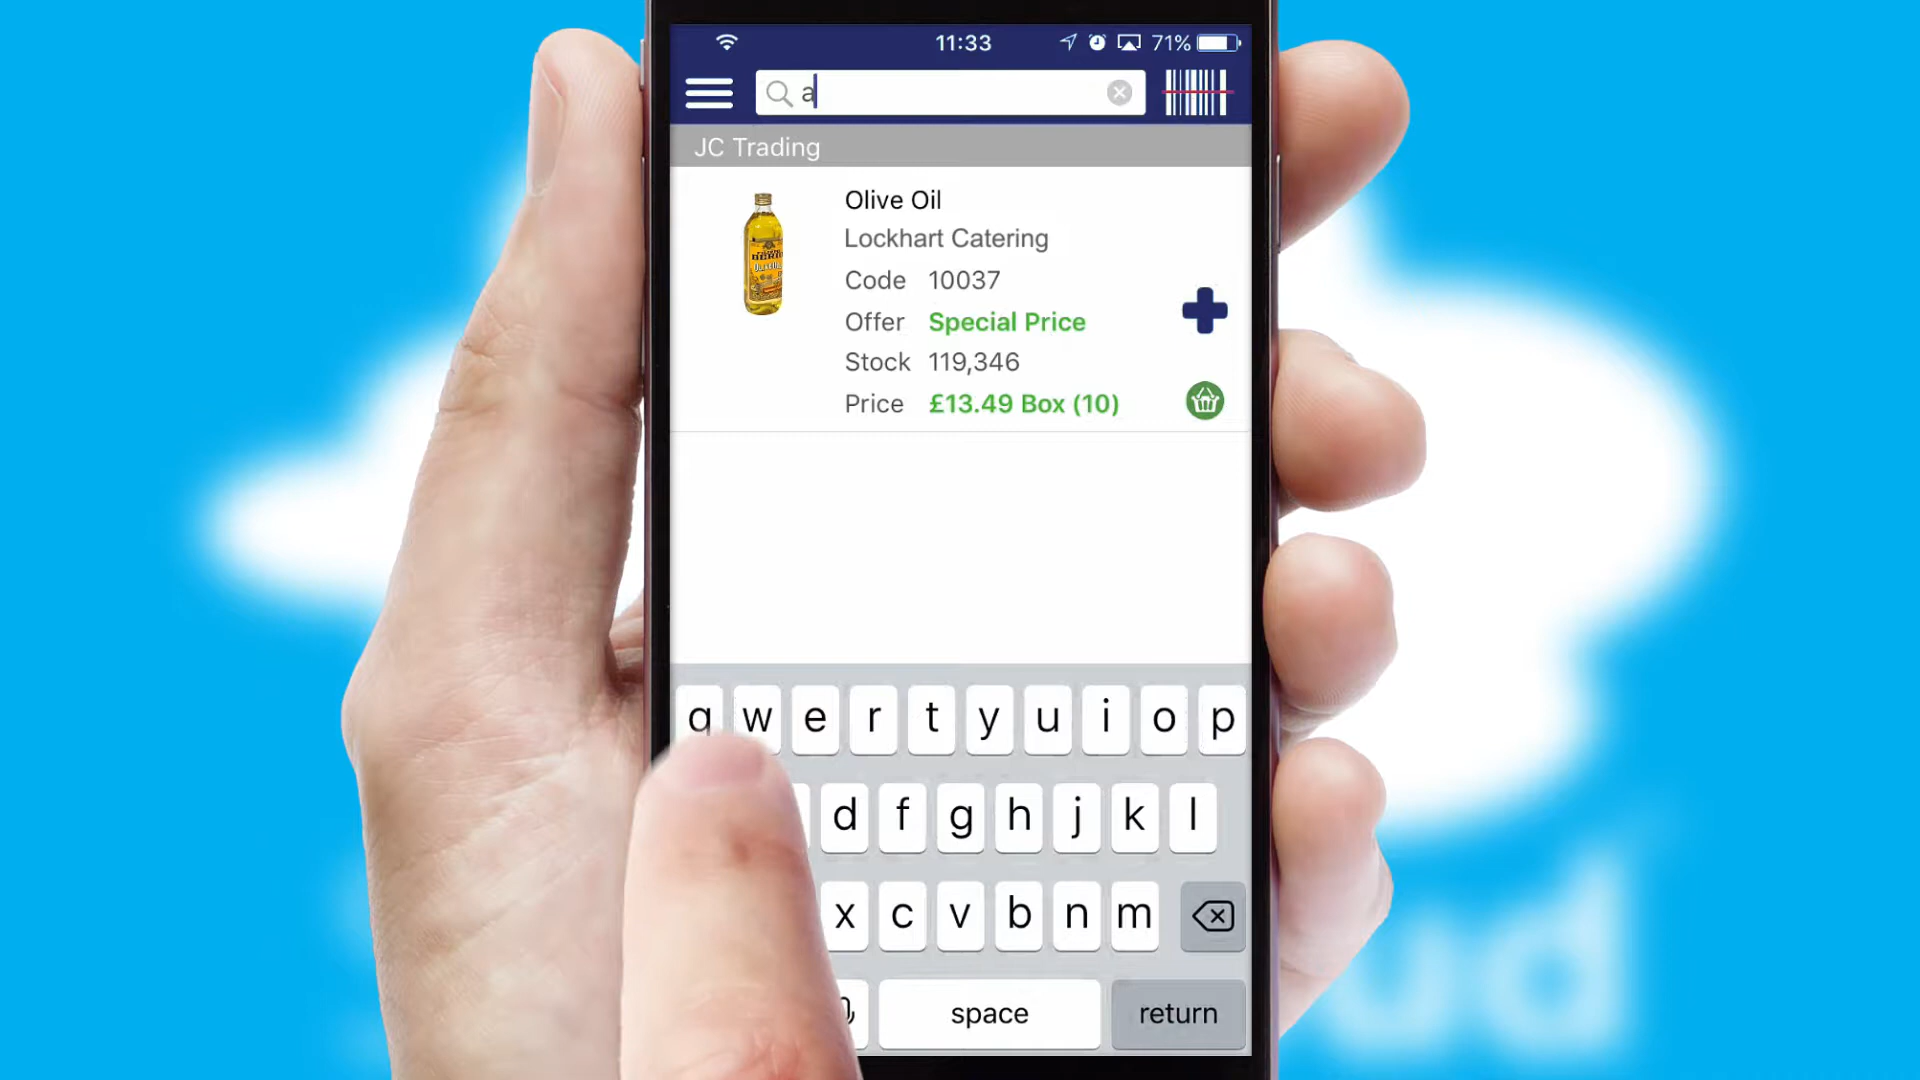 11:33
71%
a
JC Trading
Olive Oil
Lockhart Catering
Code 10037
Offer Special Price
Stock 119,346
Price £13.49 Box (10)
q w e r t y u i o p
d f g h j k l
x c v b n m
space return
ud